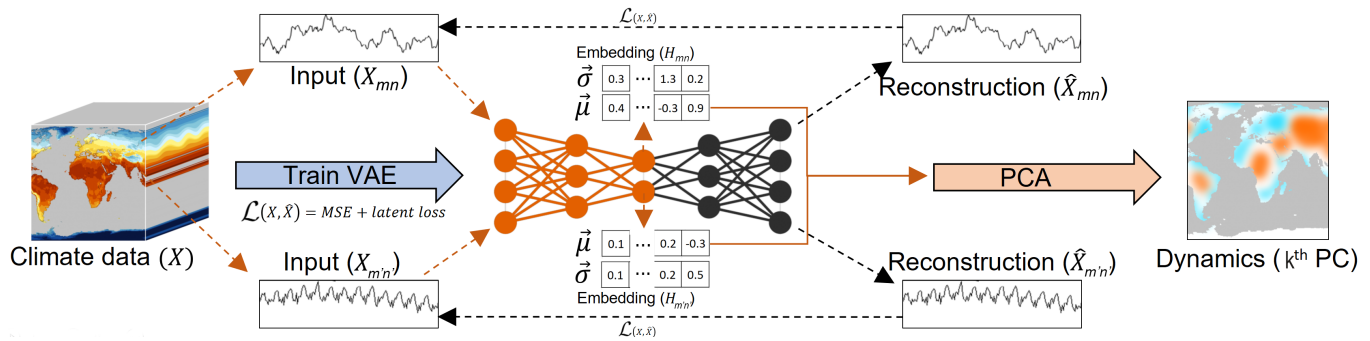 ℒ(X, X̂)
Embedding (Hmn)
σ⃗ 0.3 ⋯ 1.3 0.2
μ⃗ 0.4 ⋯ -0.3 0.9
Input (Xmn)
Reconstruction (X̂mn)
Train VAE
PCA
ℒ(X, X̂) = MSE + latent loss
μ⃗ 0.1 ⋯ 0.2 -0.3
σ⃗ 0.1 ⋯ 0.2 0.5
Embedding (Hm'n')
Climate data (X)
Input (Xm'n')
Reconstruction (X̂m'n')
Dynamics (kth PC)
ℒ(X, X̂)